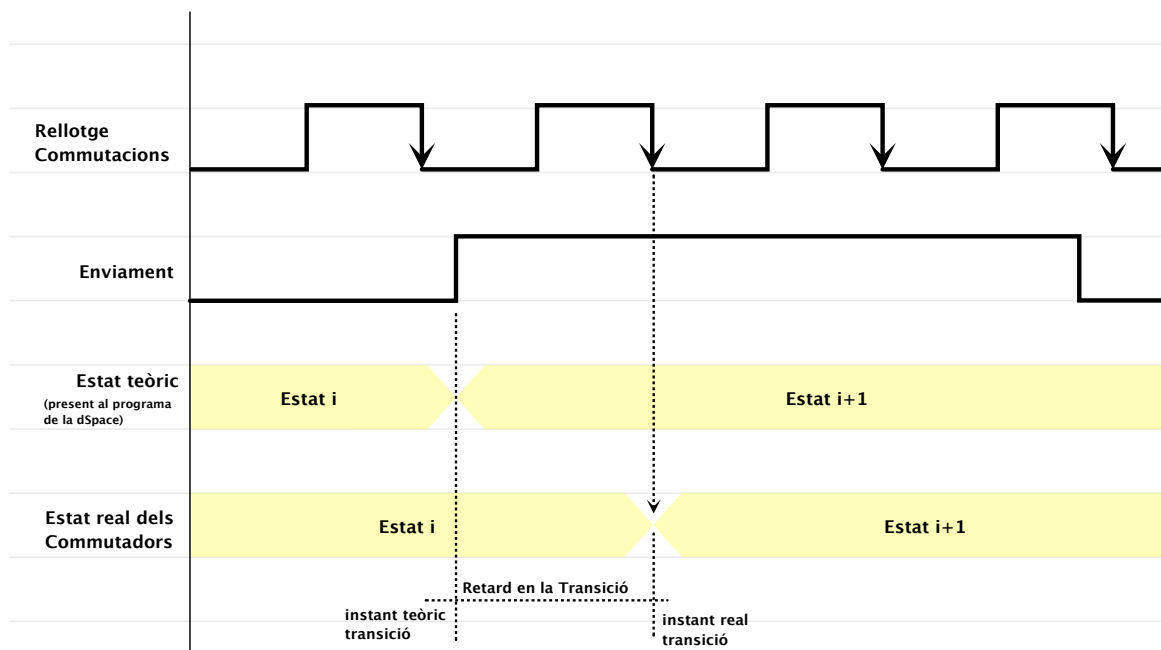 Rellotge
Commutacions
Enviament
Estat teòric
(present al programa
de la dSpace)
Estat i
Estat i+1
Estat real dels
Commutadors
Estat i
Estat i+1
Retard en la Transició
instant teòric
transició
instant real
transició